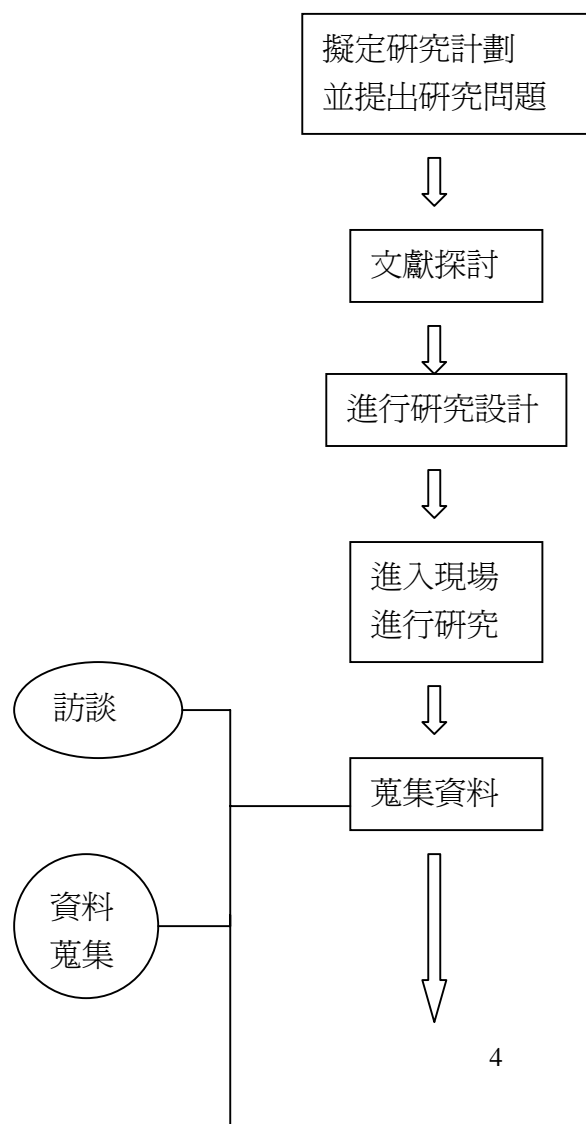 擬定研究計劃
並提出研究問題
文獻探討
進行研究設計
進入現場
進行研究
訪談
蒐集資料
資料
蒐集
4